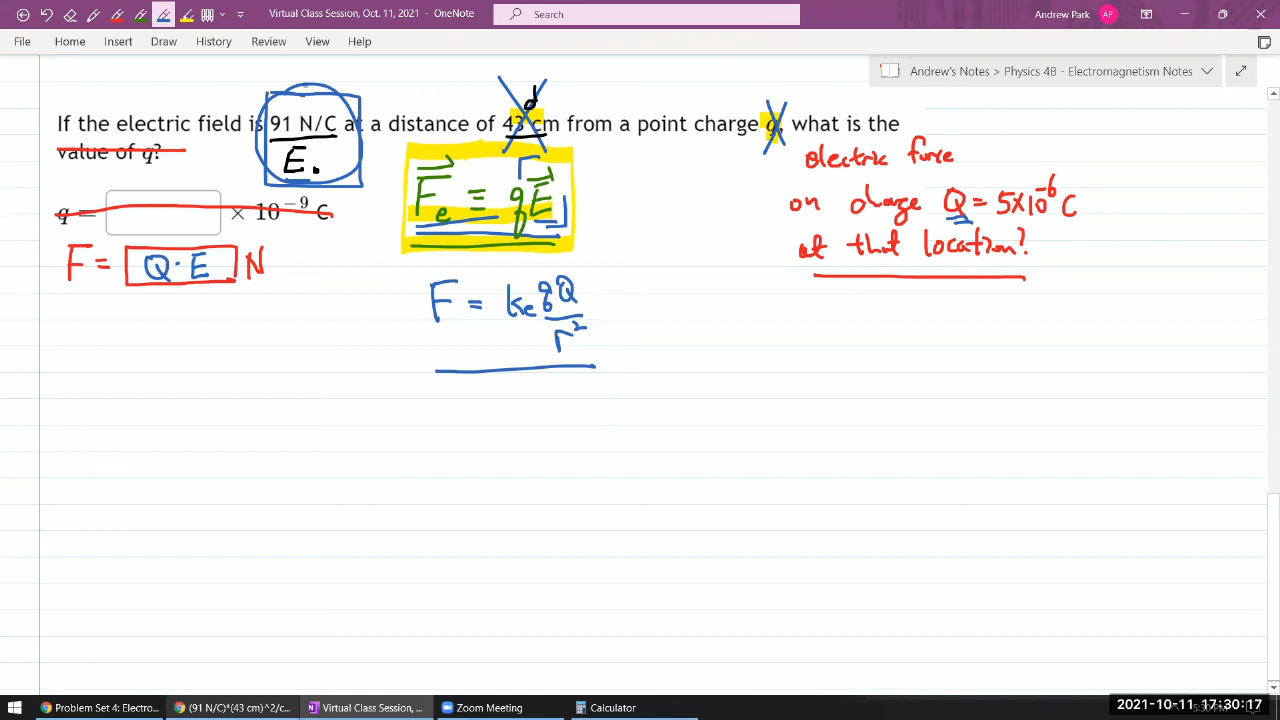 Virtual Class Session, Oct. 11, 2021 - OneNote
Search
Andrew Park
AP
File Home Insert Draw History Review View Help
Andrew's Notes › Physics 4B - Electromagnetism Notes
d
If the electric field is 91 N/C at a distance of 43 cm from a point charge q, what is the
value of q?
E.
electric force
on charge Q = 5×10⁻⁶ C
at that location?
q = × 10⁻⁹ C
Fₑ = qE
F = Q · E N
F = kₑ qQ / r²
Problem Set 4: Electro...
(91 N/C)*(43 cm)^2/c...
Virtual Class Session, ...
Zoom Meeting
Calculator
2021-10-11 17:30:17